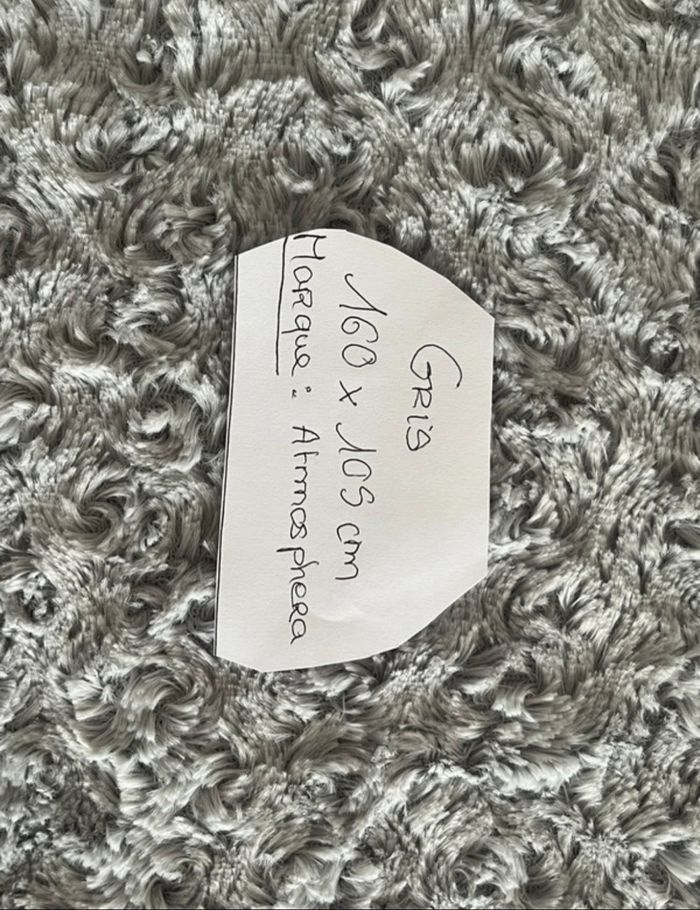 Gris
160 x 105 cm
Marque : Atmosphera